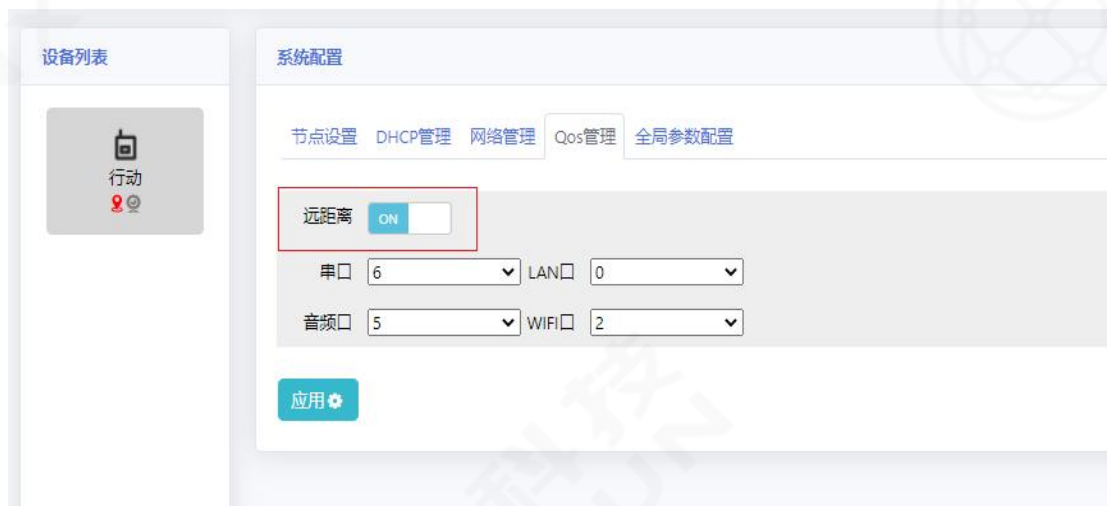 设备列表
行动
系统配置
节点设置 DHCP管理 网络管理 Qos管理 全局参数配置
远距离 ON
串口 6 LAN口 0
音频口 5 WIFI口 2
应用
科技